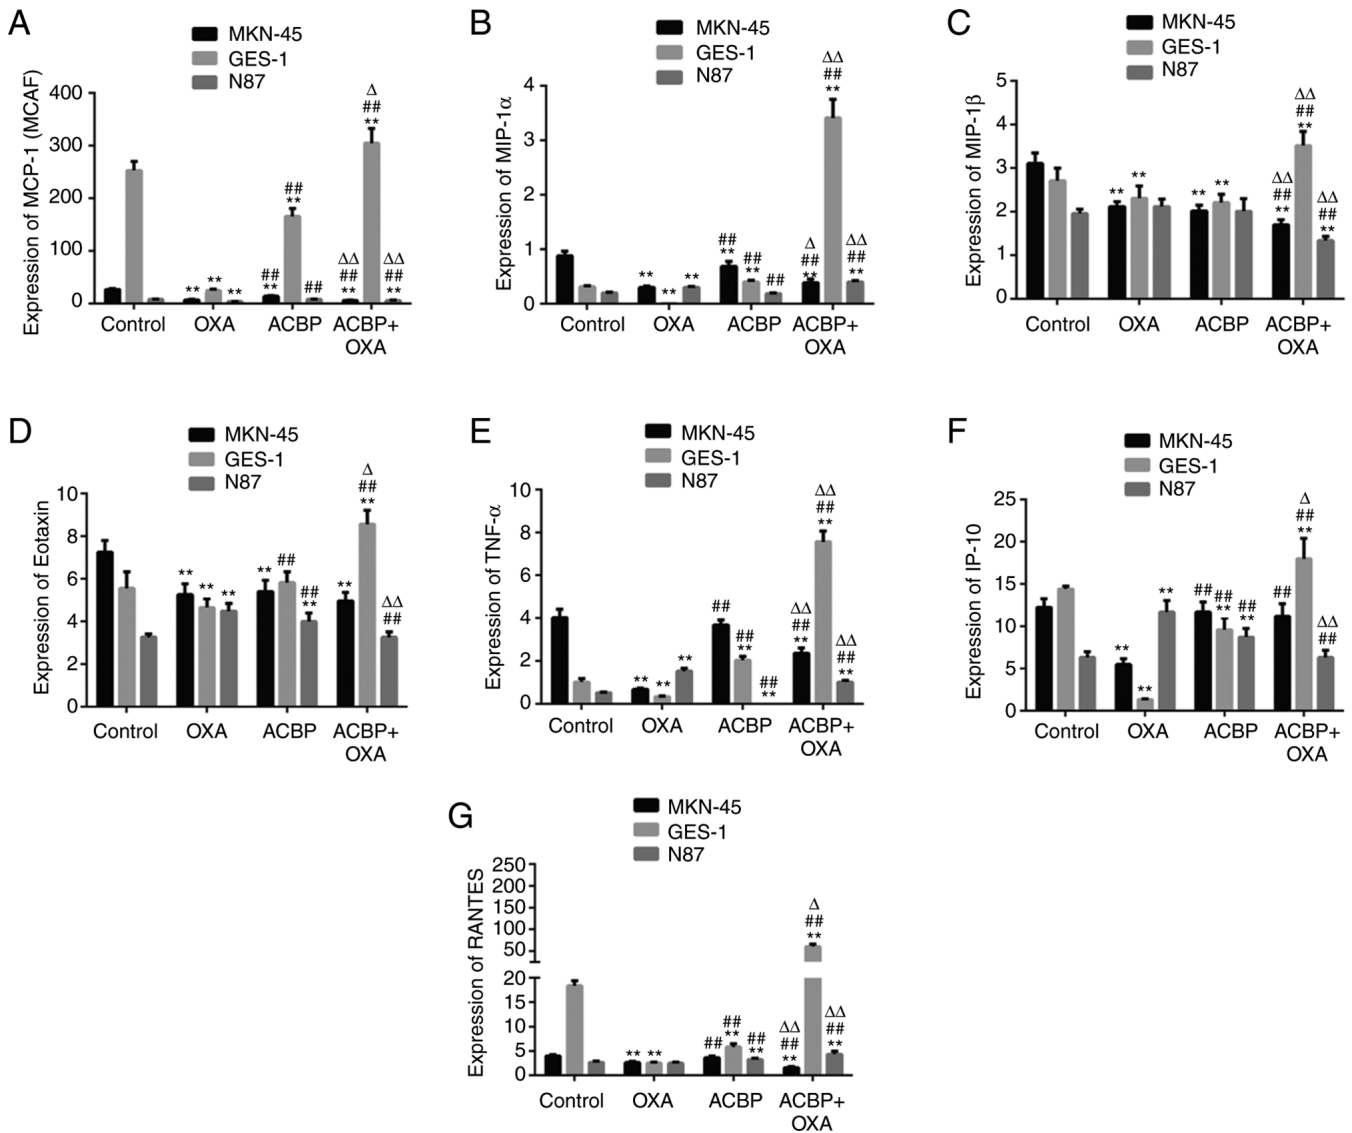 A
MKN-45
GES-1
N87
Expression of MCP-1 (MCAF)
400
300
200
100
0
** ** **
## **
## **
##
ΔΔ ## **
Δ ## **
ΔΔ ## **
Control OXA ACBP ACBP+
OXA
B
MKN-45
GES-1
N87
Expression of MIP-1α
4
3
2
1
0
** ** **
## **
## **
##
Δ ## **
ΔΔ ## **
ΔΔ ## **
Control OXA ACBP ACBP+
OXA
C
MKN-45
GES-1
N87
Expression of MIP-1β
5
4
3
2
1
0
** **
** **
ΔΔ ## **
ΔΔ ## **
ΔΔ ## **
Control OXA ACBP ACBP+
OXA
D
MKN-45
GES-1
N87
Expression of Eotaxin
10
8
6
4
2
0
** ** **
**
##
## **
**
Δ ## **
ΔΔ ##
Control OXA ACBP ACBP+
OXA
E
MKN-45
GES-1
N87
Expression of TNF-α
10
8
6
4
2
0
** ** **
##
## **
## **
ΔΔ ## **
ΔΔ ## **
ΔΔ ## **
Control OXA ACBP ACBP+
OXA
F
MKN-45
GES-1
N87
Expression of IP-10
25
20
15
10
5
0
** ** **
##
## **
## **
##
Δ ## **
ΔΔ ##
Control OXA ACBP ACBP+
OXA
G
MKN-45
GES-1
N87
Expression of RANTES
250
200
150
100
50
20
15
10
5
0
** **
##
## **
## **
ΔΔ ## **
Δ ## **
ΔΔ ## **
Control OXA ACBP ACBP+
OXA